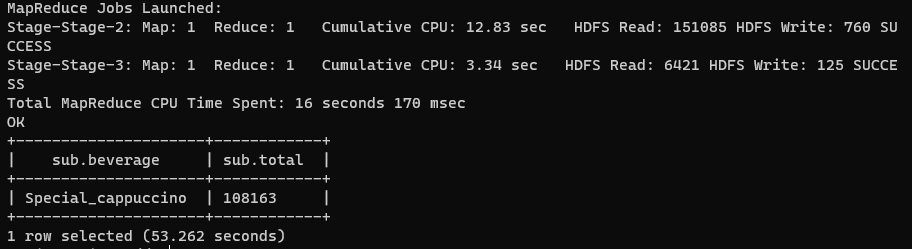 MapReduce Jobs Launched:
Stage-Stage-2: Map: 1  Reduce: 1   Cumulative CPU: 12.83 sec   HDFS Read: 151085 HDFS Write: 760 SU
CCESS
Stage-Stage-3: Map: 1  Reduce: 1   Cumulative CPU: 3.34 sec   HDFS Read: 6421 HDFS Write: 125 SUCCE
SS
Total MapReduce CPU Time Spent: 16 seconds 170 msec
OK
+---------------------+------------+
|    sub.beverage     | sub.total  |
+---------------------+------------+
| Special_cappuccino  | 108163     |
+---------------------+------------+
1 row selected (53.262 seconds)